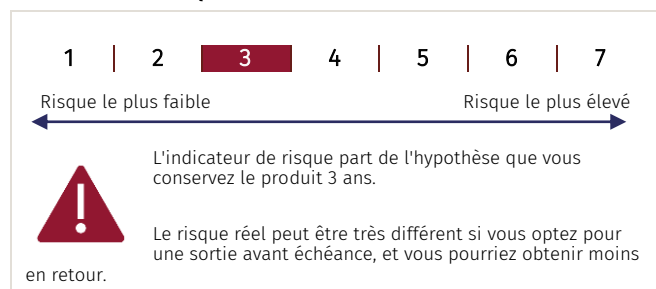 1 2 3 4 5 6 7
Risque le plus faible Risque le plus élevé
L'indicateur de risque part de l'hypothèse que vous
conservez le produit 3 ans.
Le risque réel peut être très différent si vous optez pour
une sortie avant échéance, et vous pourriez obtenir moins
en retour.